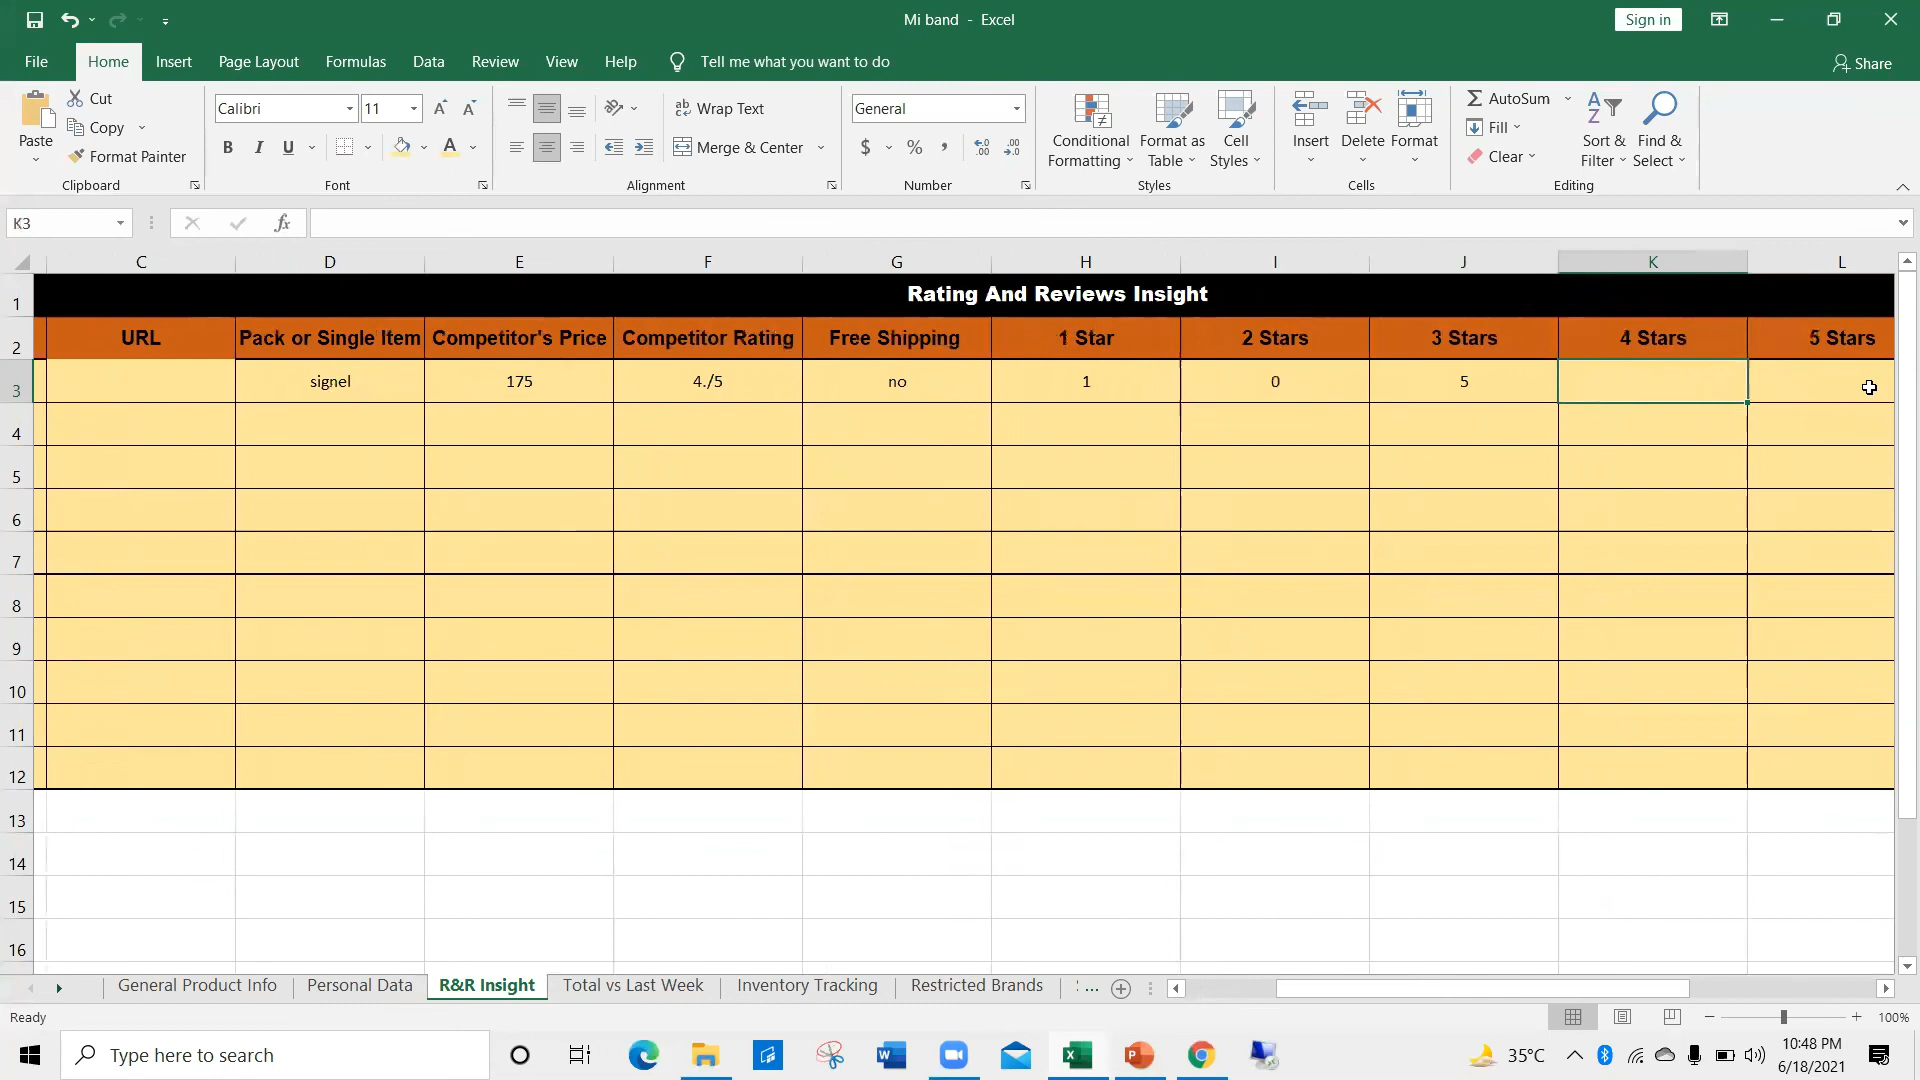 Mi band - Excel
Sign in
File Home Insert Page Layout Formulas Data Review View Help Tell me what you want to do Share
Paste
Cut
Copy
Format Painter
Clipboard
Calibri 11
B I U A
Font
ab Wrap Text
Merge & Center
Alignment
General
$ % ,
Number
Conditional Formatting
Format as Table
Cell Styles
Styles
Insert Delete Format
Cells
AutoSum
Fill
Clear
Sort & Filter
Find & Select
Editing
K3
fx
C D E F G H I J K L
1 Rating And Reviews Insight
2 URL Pack or Single Item Competitor's Price Competitor Rating Free Shipping 1 Star 2 Stars 3 Stars 4 Stars 5 Stars
3 signel 175 4./5 no 1 0 5
4
5
6
7
8
9
10
11
12
13
14
15
16
General Product Info Personal Data R&R Insight Total vs Last Week Inventory Tracking Restricted Brands ...
Ready
100%
Type here to search
35°C
10:48 PM
6/18/2021